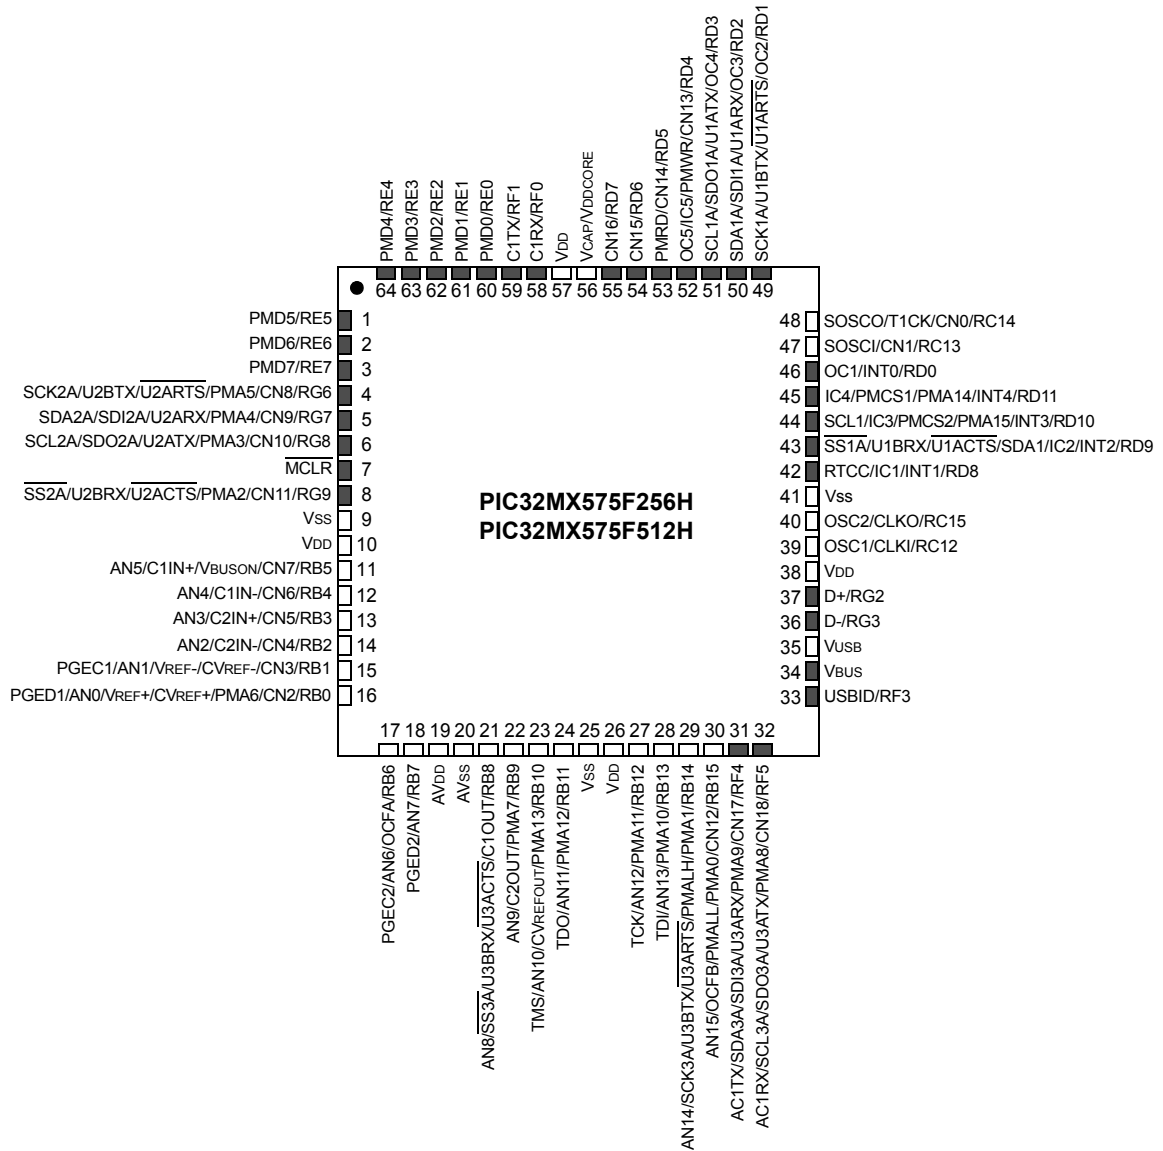 PMD4/RE4
PMD3/RE3
PMD2/RE2
PMD1/RE1
PMD0/RE0
C1TX/RF1
C1RX/RF0
VDD
VCAP/VDDCORE
CN16/RD7
CN15/RD6
PMRD/CN14/RD5
OC5/IC5/PMWR/CN13/RD4
SCL1A/SDO1A/U1ATX/OC4/RD3
SDA1A/SDI1A/U1ARX/OC3/RD2
SCK1A/U1BTX/U1ARTS/OC2/RD1
64 63 62 61 60 59 58 57 56 55 54 53 52 51 50 49
PMD5/RE5 1
PMD6/RE6 2
PMD7/RE7 3
SCK2A/U2BTX/U2ARTS/PMA5/CN8/RG6 4
SDA2A/SDI2A/U2ARX/PMA4/CN9/RG7 5
SCL2A/SDO2A/U2ATX/PMA3/CN10/RG8 6
MCLR 7
SS2A/U2BRX/U2ACTS/PMA2/CN11/RG9 8
VSS 9
VDD 10
AN5/C1IN+/VBUSON/CN7/RB5 11
AN4/C1IN-/CN6/RB4 12
AN3/C2IN+/CN5/RB3 13
AN2/C2IN-/CN4/RB2 14
PGEC1/AN1/VREF-/CVREF-/CN3/RB1 15
PGED1/AN0/VREF+/CVREF+/PMA6/CN2/RB0 16
PIC32MX575F256H
PIC32MX575F512H
48 SOSCO/T1CK/CN0/RC14
47 SOSCI/CN1/RC13
46 OC1/INT0/RD0
45 IC4/PMCS1/PMA14/INT4/RD11
44 SCL1/IC3/PMCS2/PMA15/INT3/RD10
43 SS1A/U1BRX/U1ACTS/SDA1/IC2/INT2/RD9
42 RTCC/IC1/INT1/RD8
41 Vss
40 OSC2/CLKO/RC15
39 OSC1/CLKI/RC12
38 VDD
37 D+/RG2
36 D-/RG3
35 VUSB
34 VBUS
33 USBID/RF3
17 18 19 20 21 22 23 24 25 26 27 28 29 30 31 32
PGEC2/AN6/OCFA/RB6
PGED2/AN7/RB7
AVDD
AVSS
AN8/SS3A/U3BRX/U3ACTS/C1OUT/RB8
AN9/C2OUT/PMA7/RB9
TMS/AN10/CVREFOUT/PMA13/RB10
TDO/AN11/PMA12/RB11
VSS
VDD
TCK/AN12/PMA11/RB12
TDI/AN13/PMA10/RB13
AN14/SCK3A/U3BTX/U3ARTS/PMALH/PMA1/RB14
AN15/OCFB/PMALL/PMA0/CN12/RB15
AC1TX/SDA3A/SDI3A/U3ARX/PMA9/CN17/RF4
AC1RX/SCL3A/SDO3A/U3ATX/PMA8/CN18/RF5